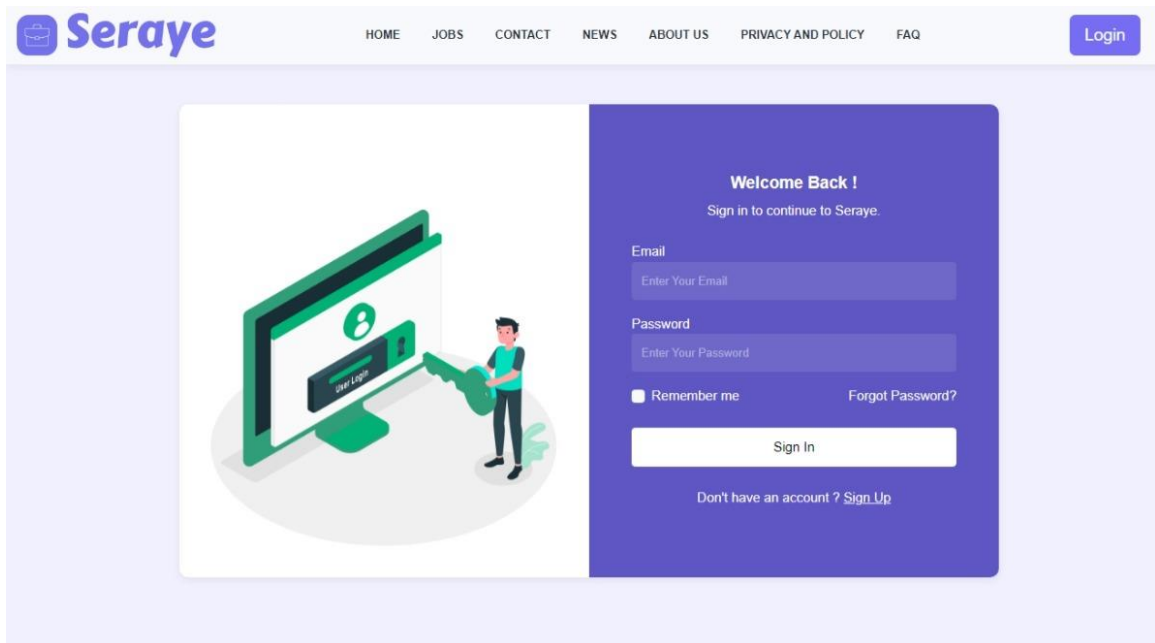 Seraye
HOME JOBS CONTACT NEWS ABOUT US PRIVACY AND POLICY FAQ
Login
User Login
Welcome Back !
Sign in to continue to Seraye.
Email
Enter Your Email
Password
Enter Your Password
Remember me Forgot Password?
Sign In
Don't have an account ? Sign Up